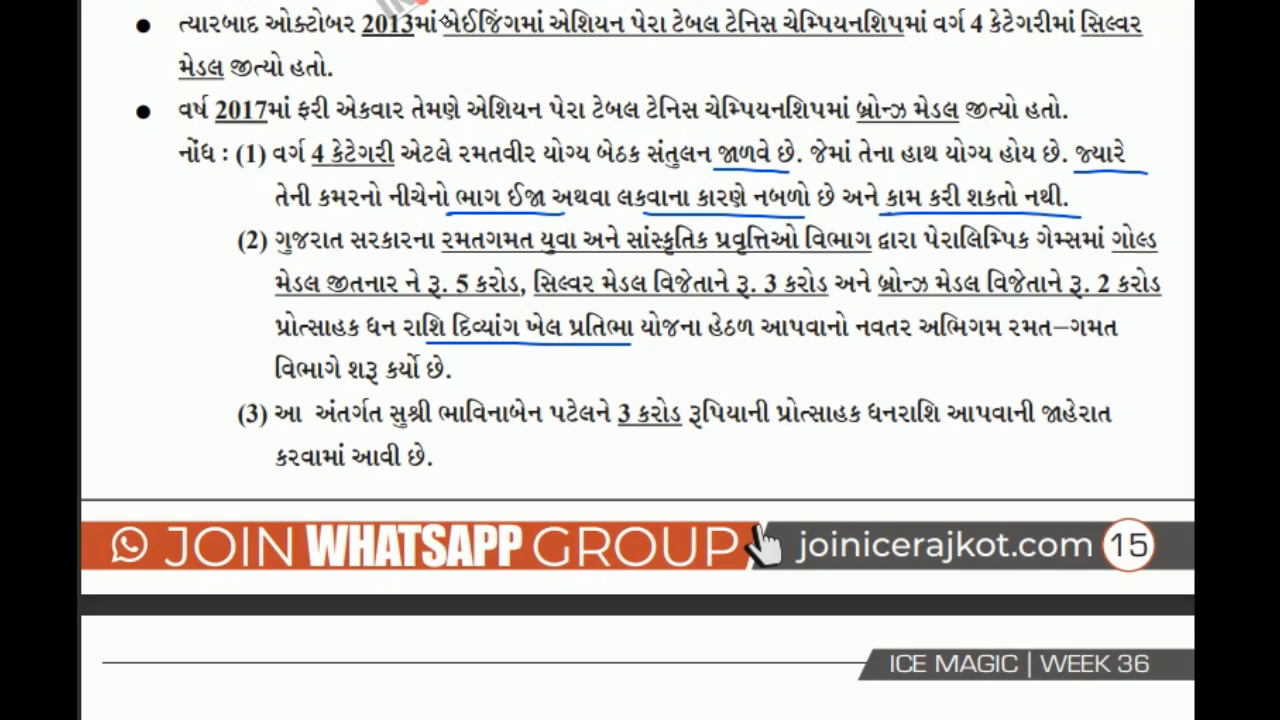 ● ત્યારબાદ ઓક્ટોબર 2013માં બેઈજિંગમાં એશિયન પેરા ટેબલ ટેનિસ ચેમ્પિયનશિપમાં વર્ગ 4 કેટેગરીમાં સિલ્વર
મેડલ જીત્યો હતો.
● વર્ષ 2017માં ફરી એકવાર તેમણે એશિયન પેરા ટેબલ ટેનિસ ચેમ્પિયનશિપમાં બ્રોન્ઝ મેડલ જીત્યો હતો.
નોંધ : (1) વર્ગ 4 કેટેગરી એટલે રમતવીર યોગ્ય બેઠક સંતુલન જાળવે છે. જેમાં તેના હાથ યોગ્ય હોય છે. જ્યારે
તેની કમરનો નીચેનો ભાગ ઈજા અથવા લકવાના કારણે નબળો છે અને કામ કરી શકતો નથી.
(2) ગુજરાત સરકારના રમતગમત યુવા અને સાંસ્કૃતિક પ્રવૃત્તિઓ વિભાગ દ્વારા પેરાલિમ્પિક ગેમ્સમાં ગોલ્ડ
મેડલ જીતનાર ને રૂ. 5 કરોડ, સિલ્વર મેડલ વિજેતાને રૂ. 3 કરોડ અને બ્રોન્ઝ મેડલ વિજેતાને રૂ. 2 કરોડ
પ્રોત્સાહક ધન રાશિ દિવ્યાંગ ખેલ પ્રતિભા યોજના હેઠળ આપવાનો નવતર અભિગમ રમત–ગમત
વિભાગે શરૂ કર્યો છે.
(3) આ અંતર્ગત સુશ્રી ભાવિનાબેન પટેલને 3 કરોડ રૂપિયાની પ્રોત્સાહક ધનરાશિ આપવાની જાહેરાત
કરવામાં આવી છે.
JOIN WHATSAPP GROUP joinicerajkot.com 15
ICE MAGIC | WEEK 36